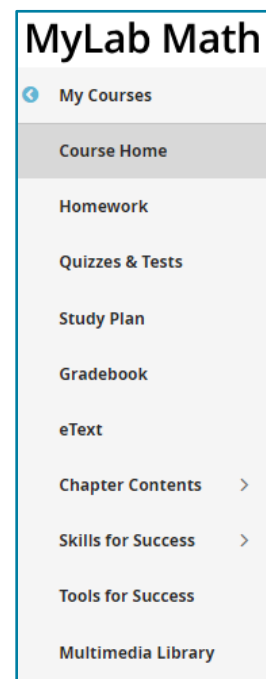 MyLab Math
My Courses
Course Home
Homework
Quizzes & Tests
Study Plan
Gradebook
eText
Chapter Contents
Skills for Success
Tools for Success
Multimedia Library